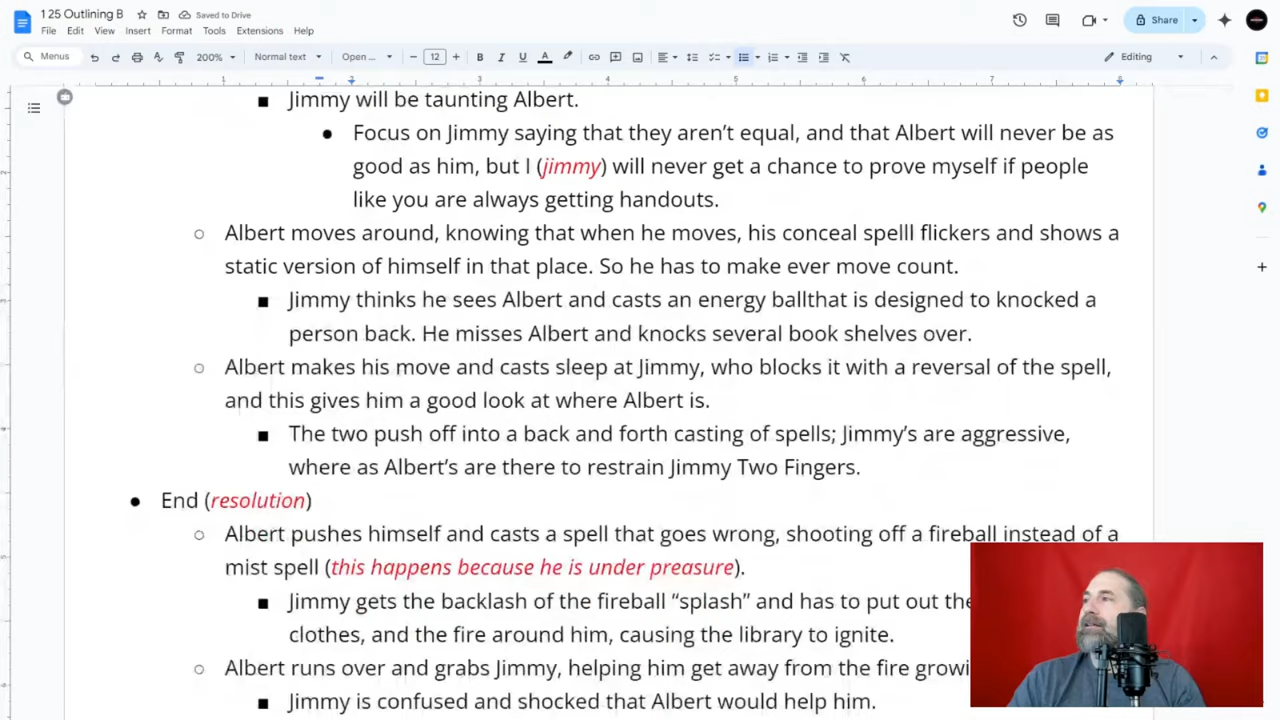 1 25 Outlining B
Saved to Drive
File Edit View Insert Format Tools Extensions Help
Share
Menus
200%
Normal text
Open ...
12
Editing
1 2 3 4 5 6 7
■ Jimmy will be taunting Albert.
● Focus on Jimmy saying that they aren’t equal, and that Albert will never be as
good as him, but I (jimmy) will never get a chance to prove myself if people
like you are always getting handouts.
○ Albert moves around, knowing that when he moves, his conceal spelll flickers and shows a
static version of himself in that place. So he has to make ever move count.
■ Jimmy thinks he sees Albert and casts an energy ballthat is designed to knocked a
person back. He misses Albert and knocks several book shelves over.
○ Albert makes his move and casts sleep at Jimmy, who blocks it with a reversal of the spell,
and this gives him a good look at where Albert is.
■ The two push off into a back and forth casting of spells; Jimmy’s are aggressive,
where as Albert’s are there to restrain Jimmy Two Fingers.
● End (resolution)
○ Albert pushes himself and casts a spell that goes wrong, shooting off a fireball instead of a
mist spell (this happens because he is under preasure).
■ Jimmy gets the backlash of the fireball “splash” and has to put out the
clothes, and the fire around him, causing the library to ignite.
○ Albert runs over and grabs Jimmy, helping him get away from the fire growi
■ Jimmy is confused and shocked that Albert would help him.